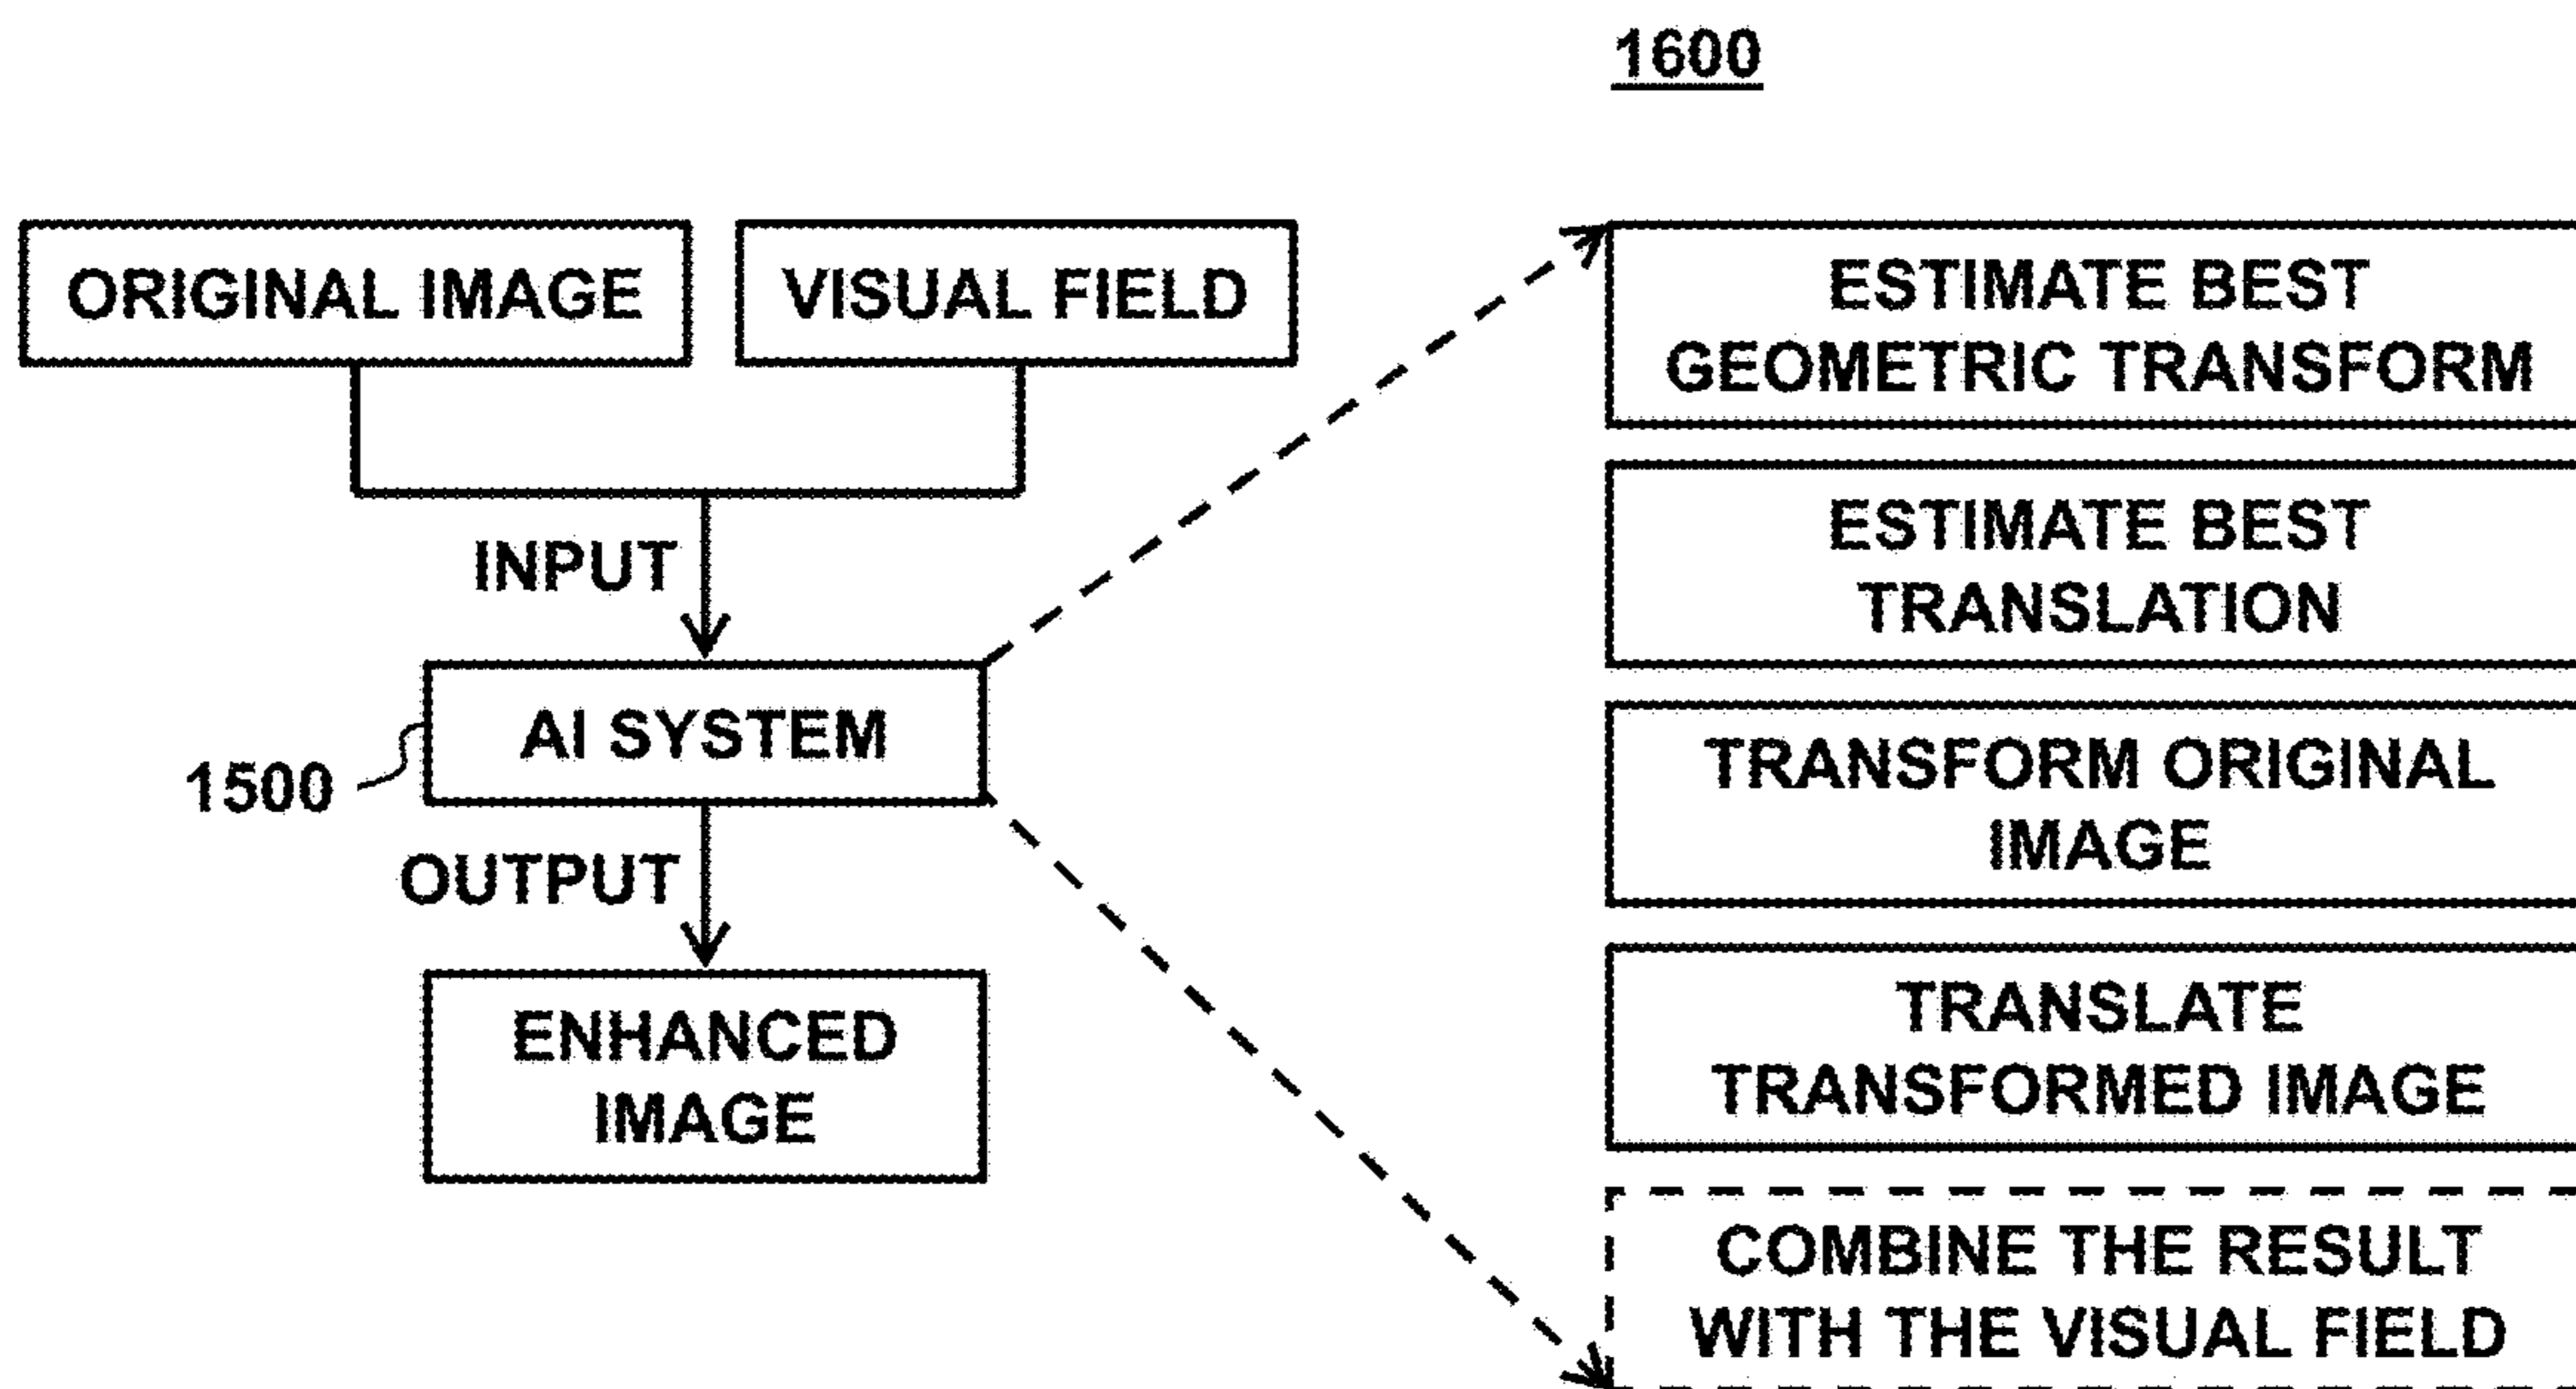 1600
ORIGINAL IMAGE
VISUAL FIELD
INPUT
AI SYSTEM
1500
OUTPUT
ENHANCED
IMAGE
ESTIMATE BEST
GEOMETRIC TRANSFORM
ESTIMATE BEST
TRANSLATION
TRANSFORM ORIGINAL
IMAGE
TRANSLATE
TRANSFORMED IMAGE
COMBINE THE RESULT
WITH THE VISUAL FIELD